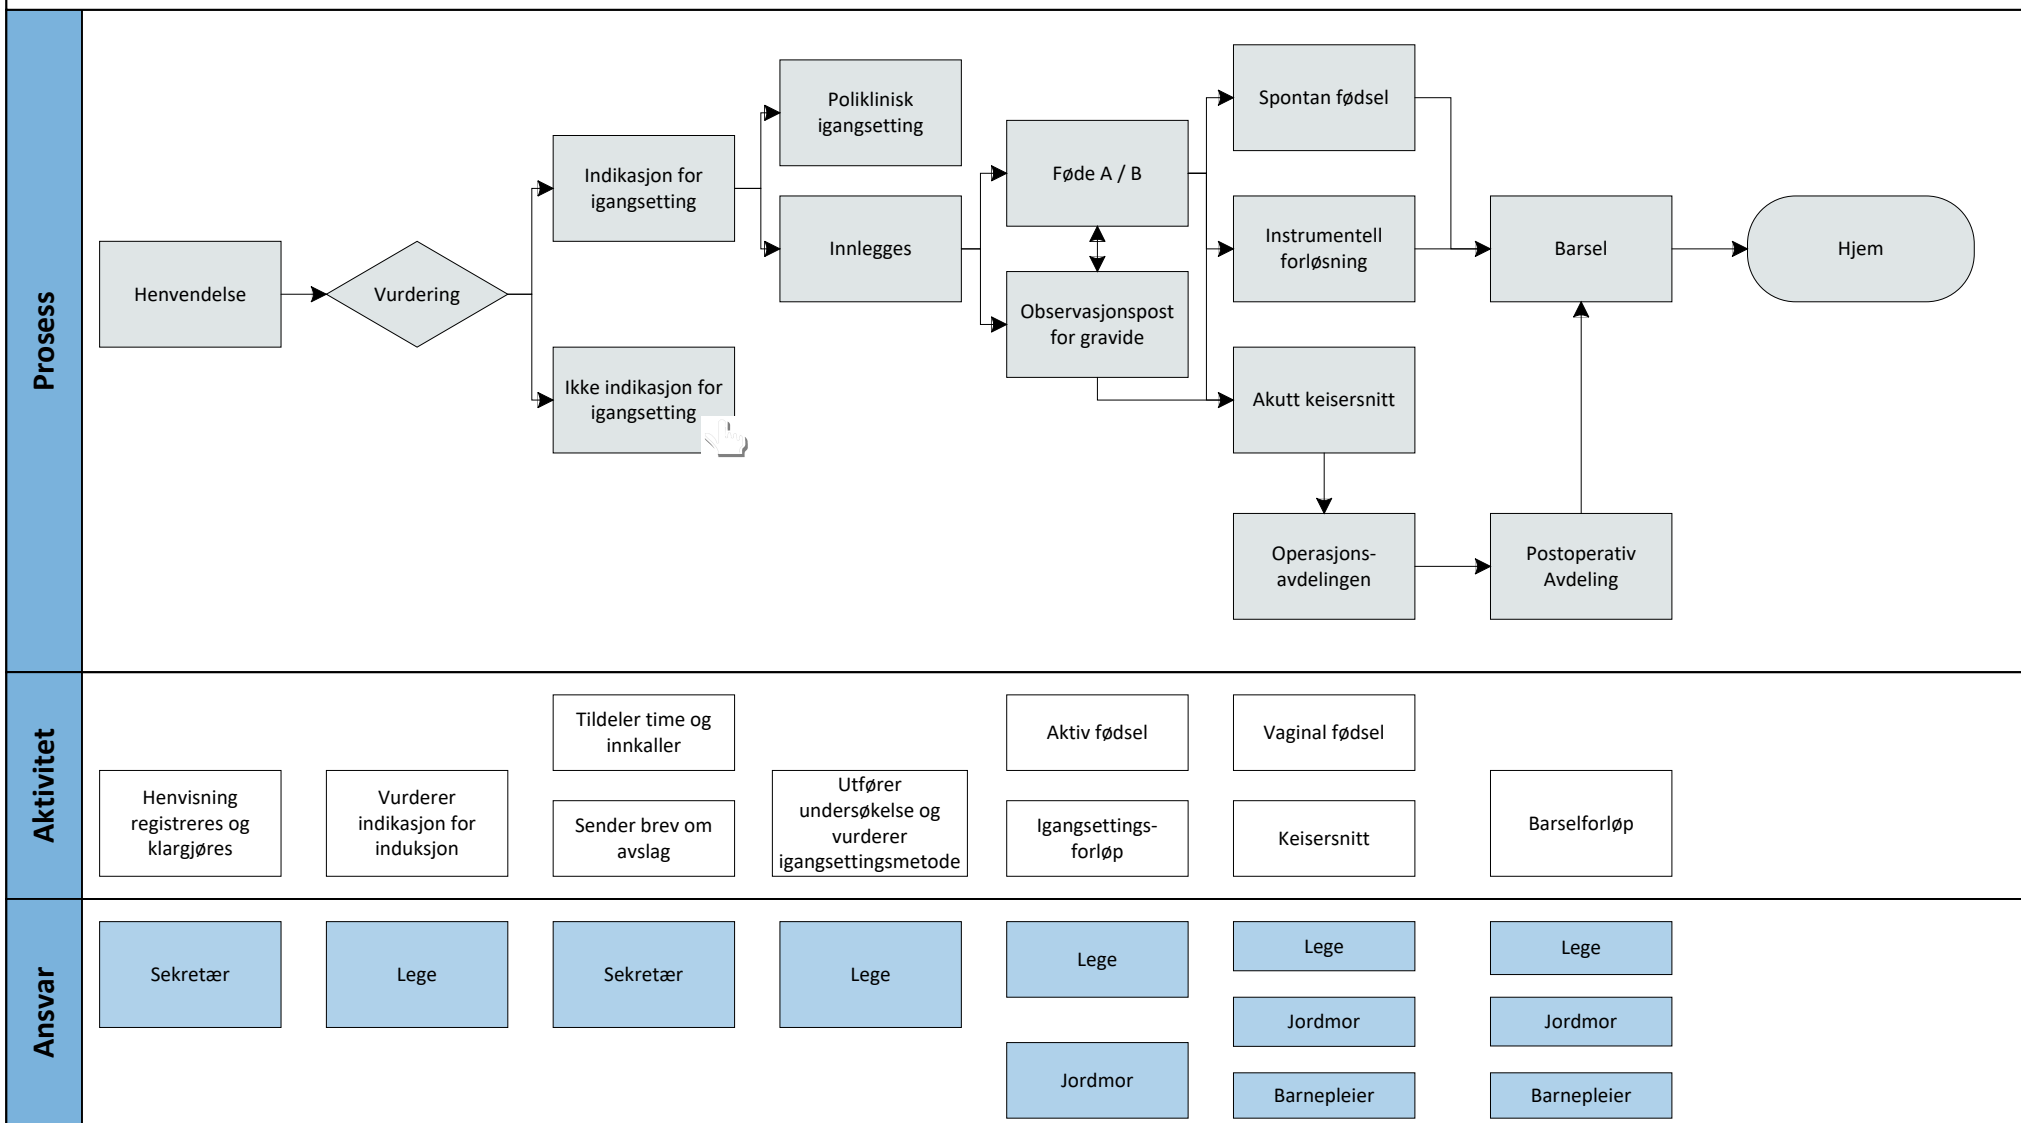 Prosess
Henvendelse
Vurdering
Indikasjon for
igangsetting
Ikke indikasjon for
igangsetting
Poliklinisk
igangsetting
Innlegges
Føde A / B
Observasjonspost
for gravide
Spontan fødsel
Instrumentell
forløsning
Akutt keisersnitt
Operasjons-
avdelingen
Postoperativ
Avdeling
Barsel
Hjem
Aktivitet
Henvisning
registreres og
klargjøres
Vurderer
indikasjon for
induksjon
Tildeler time og
innkaller
Sender brev om
avslag
Utfører
undersøkelse og
vurderer
igangsettingsmetode
Aktiv fødsel
Igangsettings-
forløp
Vaginal fødsel
Keisersnitt
Barselforløp
Ansvar
Sekretær
Lege
Sekretær
Lege
Lege
Jordmor
Lege
Jordmor
Barnepleier
Lege
Jordmor
Barnepleier